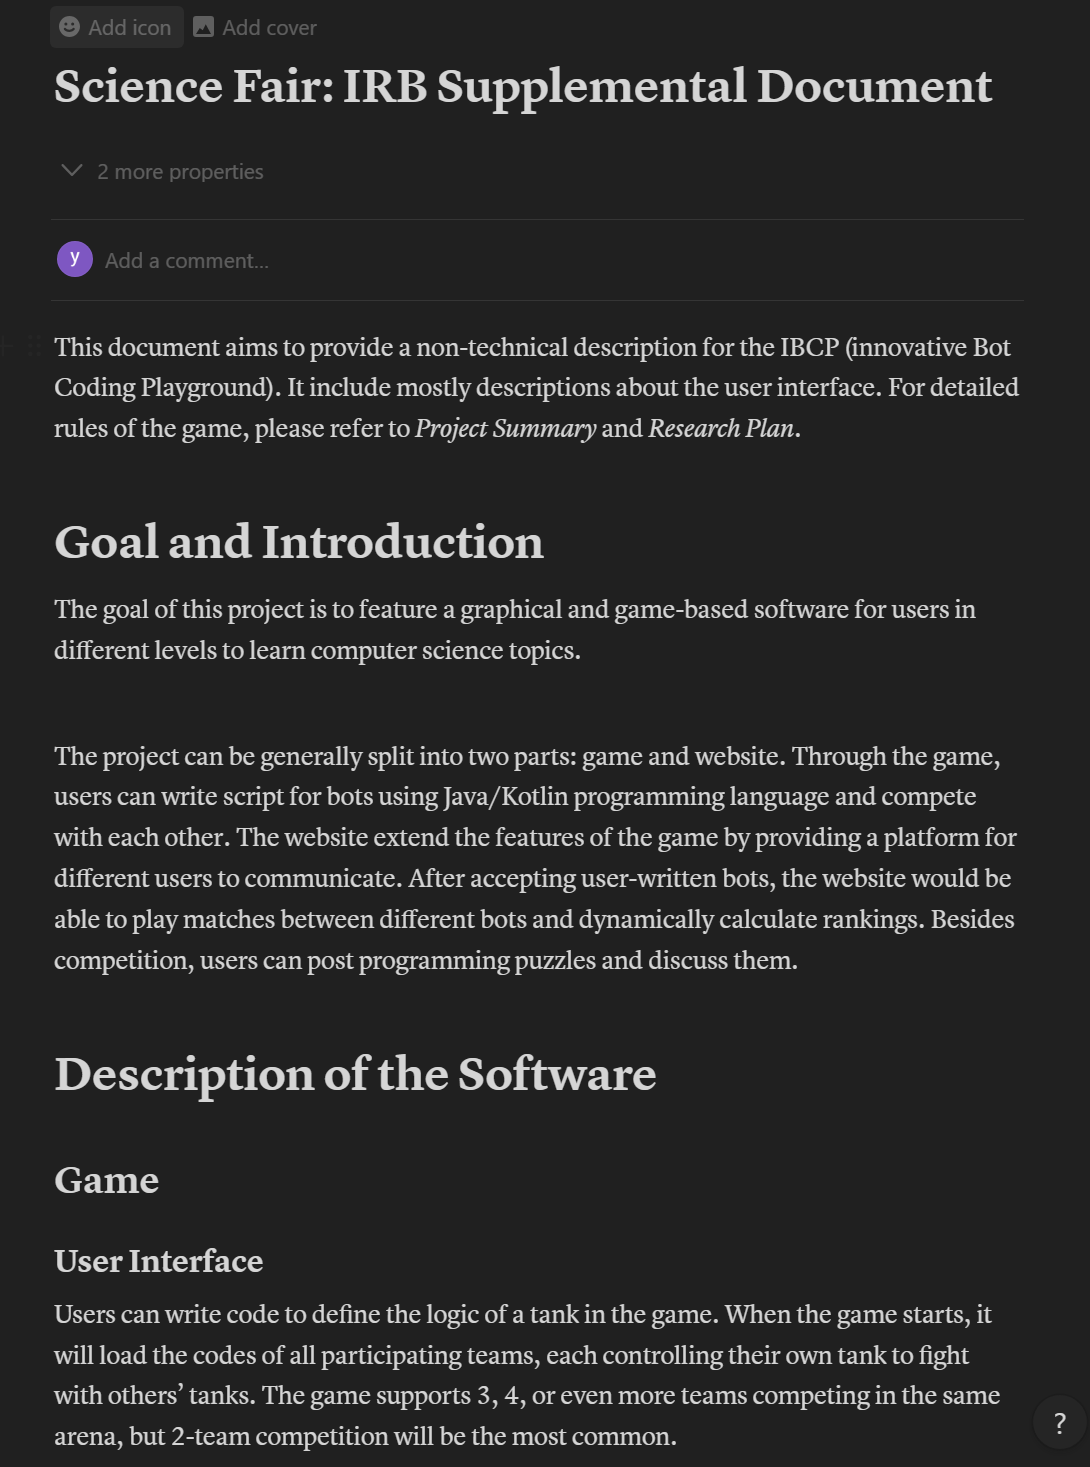 Add icon Add cover
Science Fair: IRB Supplemental Document
2 more properties
y Add a comment...
This document aims to provide a non-technical description for the IBCP (innovative Bot
Coding Playground). It include mostly descriptions about the user interface. For detailed
rules of the game, please refer to Project Summary and Research Plan.
Goal and Introduction
The goal of this project is to feature a graphical and game-based software for users in
different levels to learn computer science topics.
The project can be generally split into two parts: game and website. Through the game,
users can write script for bots using Java/Kotlin programming language and compete
with each other. The website extend the features of the game by providing a platform for
different users to communicate. After accepting user-written bots, the website would be
able to play matches between different bots and dynamically calculate rankings. Besides
competition, users can post programming puzzles and discuss them.
Description of the Software
Game
User Interface
Users can write code to define the logic of a tank in the game. When the game starts, it
will load the codes of all participating teams, each controlling their own tank to fight
with others’ tanks. The game supports 3, 4, or even more teams competing in the same
arena, but 2-team competition will be the most common.
?